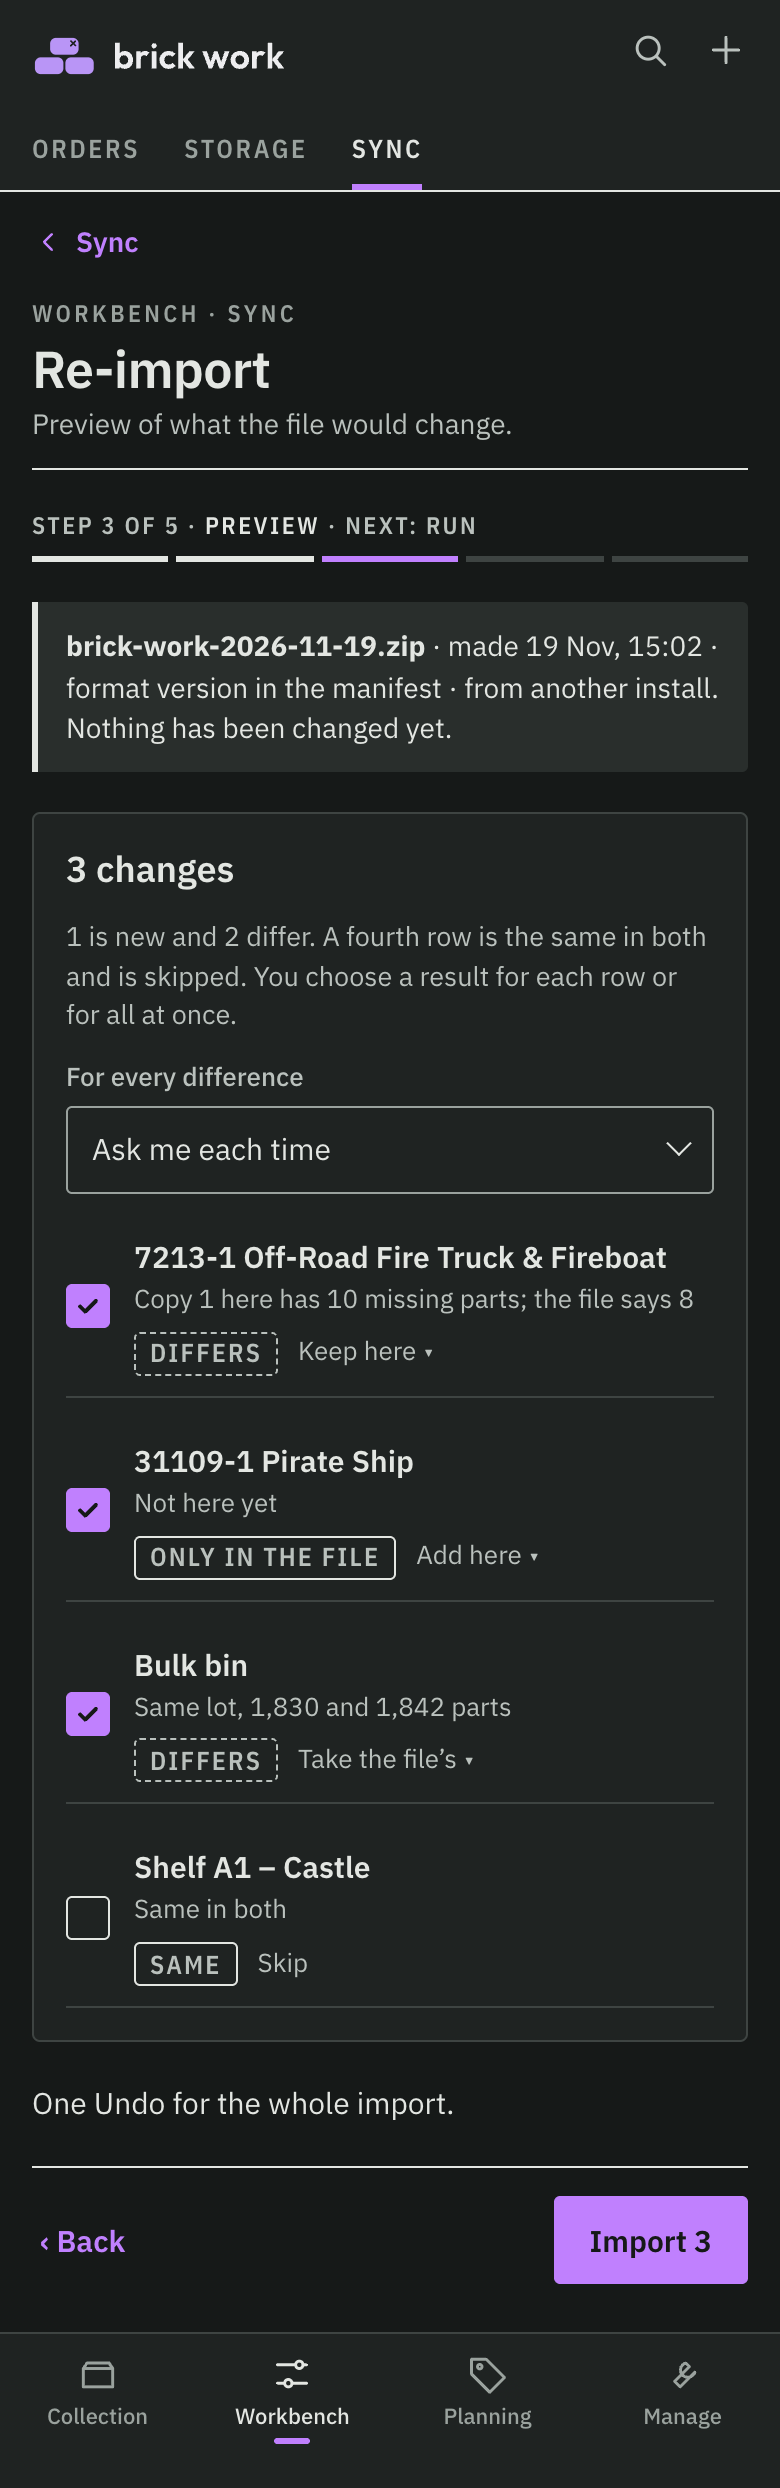 brick work
ORDERS STORAGE SYNC
‹ Sync
WORKBENCH · SYNC
Re-import
Preview of what the file would change.
STEP 3 OF 5 · PREVIEW · NEXT: RUN
brick-work-2026-11-19.zip · made 19 Nov, 15:02 ·
format version in the manifest · from another install.
Nothing has been changed yet.
3 changes
1 is new and 2 differ. A fourth row is the same in both
and is skipped. You choose a result for each row or
for all at once.
For every difference
Ask me each time
7213-1 Off-Road Fire Truck & Fireboat
Copy 1 here has 10 missing parts; the file says 8
DIFFERS Keep here ▾
31109-1 Pirate Ship
Not here yet
ONLY IN THE FILE Add here ▾
Bulk bin
Same lot, 1,830 and 1,842 parts
DIFFERS Take the file’s ▾
Shelf A1 – Castle
Same in both
SAME Skip
One Undo for the whole import.
‹ Back Import 3
Collection Workbench Planning Manage